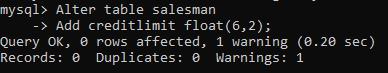 mysql> Alter table salesman
    -> Add creditlimit float(6,2);
Query OK, 0 rows affected, 1 warning (0.20 sec)
Records: 0  Duplicates: 0  Warnings: 1